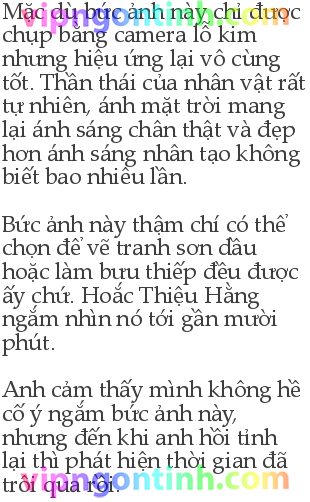 Mặc dù bức ảnh này chỉ được
chụp bằng camera lỗ kim
nhưng hiệu ứng lại vô cùng
tốt. Thần thái của nhân vật rất
tự nhiên, ánh mặt trời mang
lại ánh sáng chân thật và đẹp
hơn ánh sáng nhân tạo không
biết bao nhiêu lần.
Bức ảnh này thậm chí có thể
chọn để vẽ tranh sơn dầu
hoặc làm bưu thiếp đều được
ấy chứ. Hoắc Thiệu Hằng
ngắm nhìn nó tới gần mười
phút.
Anh cảm thấy mình không hề
cố ý ngắm bức ảnh này,
nhưng đến khi anh hồi tỉnh
lại thì phát hiện thời gian đã
trôi qua rồi.
vipngontinh.com
vipngontinh.com